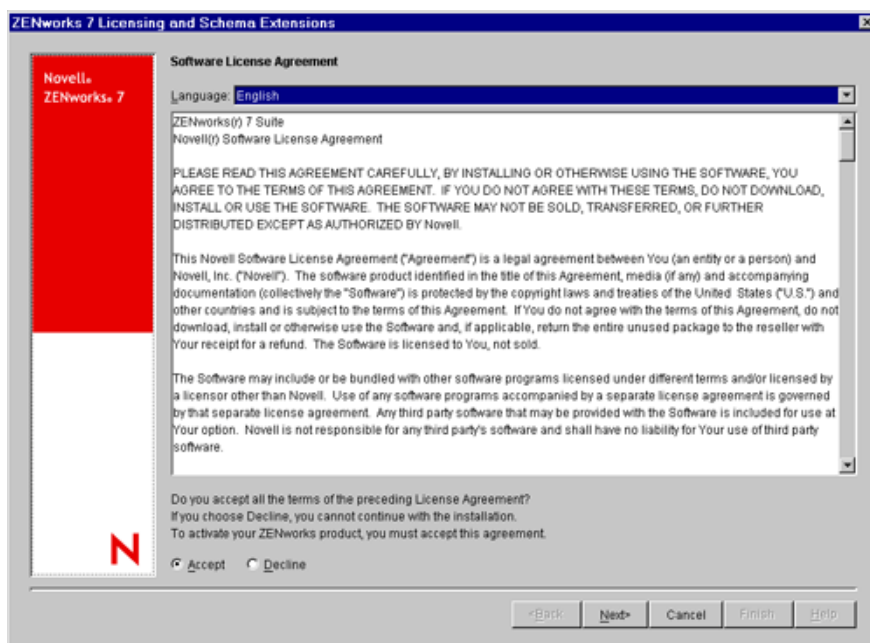 ZENworks 7 Licensing and Schema Extensions
Novell®
ZENworks® 7
Software License Agreement
Language: English
ZENworks(r) 7 Suite
Novell(r) Software License Agreement
PLEASE READ THIS AGREEMENT CAREFULLY, BY INSTALLING OR OTHERWISE USING THE SOFTWARE, YOU
AGREE TO THE TERMS OF THIS AGREEMENT. IF YOU DO NOT AGREE WITH THESE TERMS, DO NOT DOWNLOAD,
INSTALL OR USE THE SOFTWARE. THE SOFTWARE MAY NOT BE SOLD, TRANSFERRED, OR FURTHER
DISTRIBUTED EXCEPT AS AUTHORIZED BY Novell.
This Novell Software License Agreement ("Agreement") is a legal agreement between You (an entity or a person) and
Novell, Inc. ("Novell"). The software product identified in the title of this Agreement, media (if any) and accompanying
documentation (collectively the "Software") is protected by the copyright laws and treaties of the United States ("U.S.") and
other countries and is subject to the terms of this Agreement. If You do not agree with the terms of this Agreement, do not
download, install or otherwise use the Software and, if applicable, return the entire unused package to the reseller with
Your receipt for a refund. The Software is licensed to You, not sold.
The Software may include or be bundled with other software programs licensed under different terms and/or licensed by
a licensor other than Novell. Use of any software programs accompanied by a separate license agreement is governed
by that separate license agreement. Any third party software that may be provided with the Software is included for use at
Your option. Novell is not responsible for any third party's software and shall have no liability for Your use of third party
software.
Do you accept all the terms of the preceding License Agreement?
If you choose Decline, you cannot continue with the installation.
To activate your ZENworks product, you must accept this agreement.
N
Accept Decline
<Back Next> Cancel Finish Help